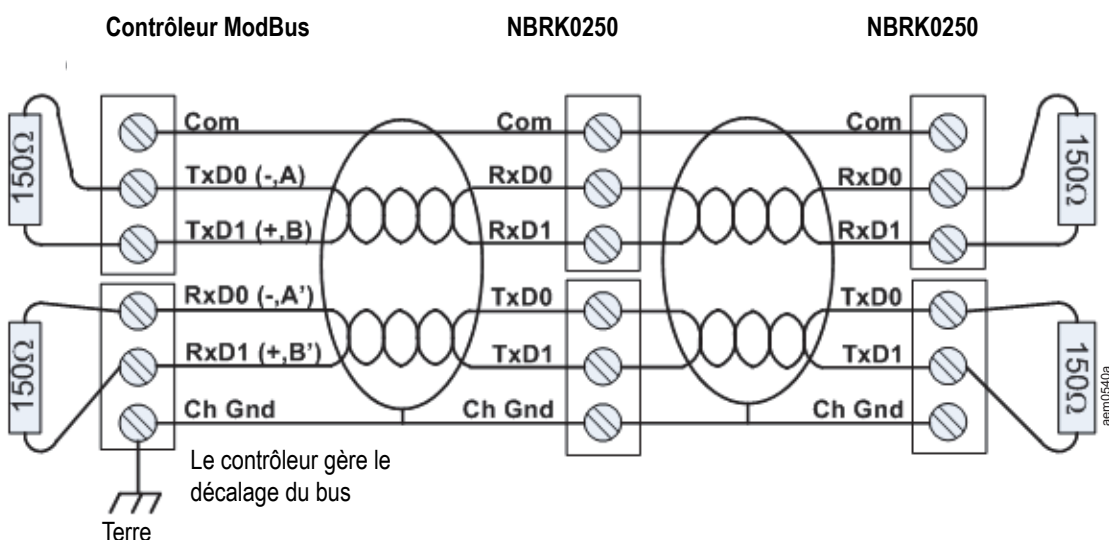 Contrôleur ModBus NBRK0250 NBRK0250
Com Com Com
TxD0 (-,A) RxD0 RxD0
TxD1 (+,B) RxD1 RxD1
150Ω 150Ω
RxD0 (-,A') TxD0 TxD0
RxD1 (+,B') TxD1 TxD1
150Ω 150Ω
Ch Gnd Ch Gnd Ch Gnd
aem0540a
Le contrôleur gère le
décalage du bus
Terre